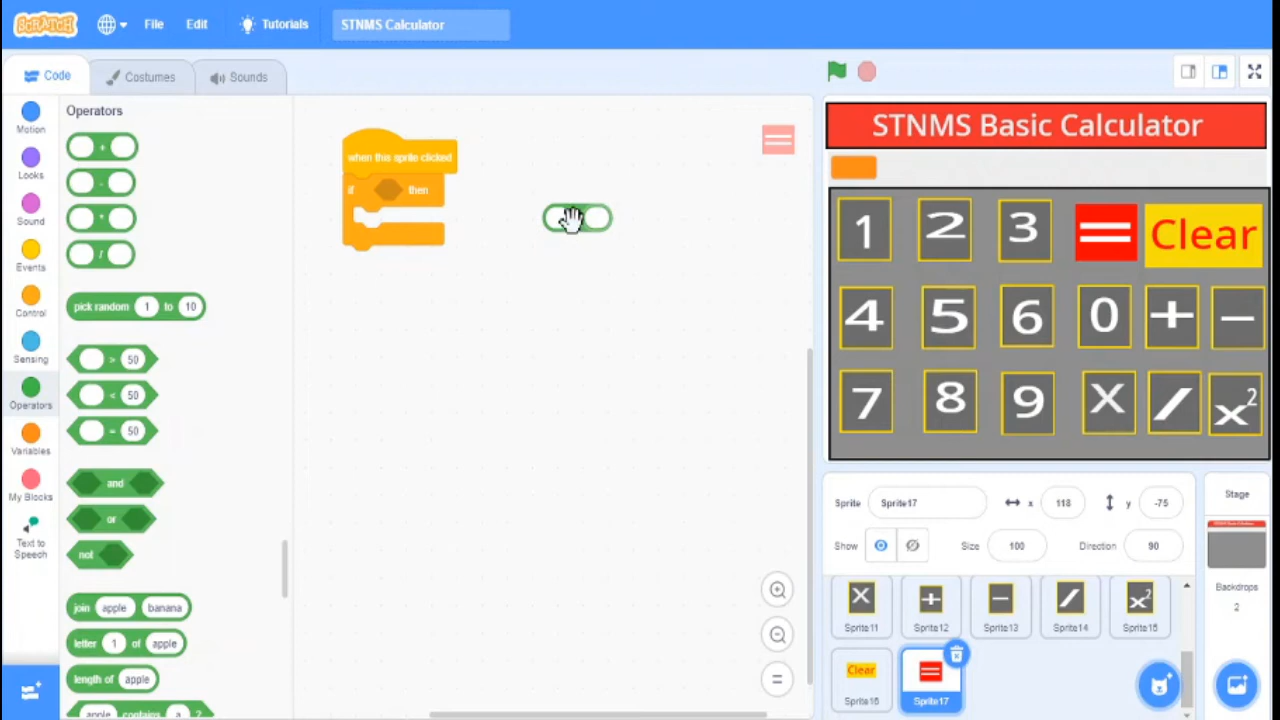 SCRATCH
File
Edit
Tutorials
STNMS Calculator
Code
Costumes
Sounds
Motion
Looks
Sound
Events
Control
Sensing
Operators
Variables
My Blocks
Text to
Speech
Operators
+
-
*
/
pick random 1 to 10
> 50
< 50
= 50
and
or
not
join apple banana
letter 1 of apple
length of apple
apple contains a ?
when this sprite clicked
if then
STNMS Basic Calculator
1 2 3 = Clear
4 5 6 0 + −
7 8 9 X / x²
Sprite Sprite17 x 118 y -75
Show Size 100 Direction 90
X + − / x²
Sprite11 Sprite12 Sprite13 Sprite14 Sprite15
Clear =
Sprite16 Sprite17
Stage
Backdrops
2